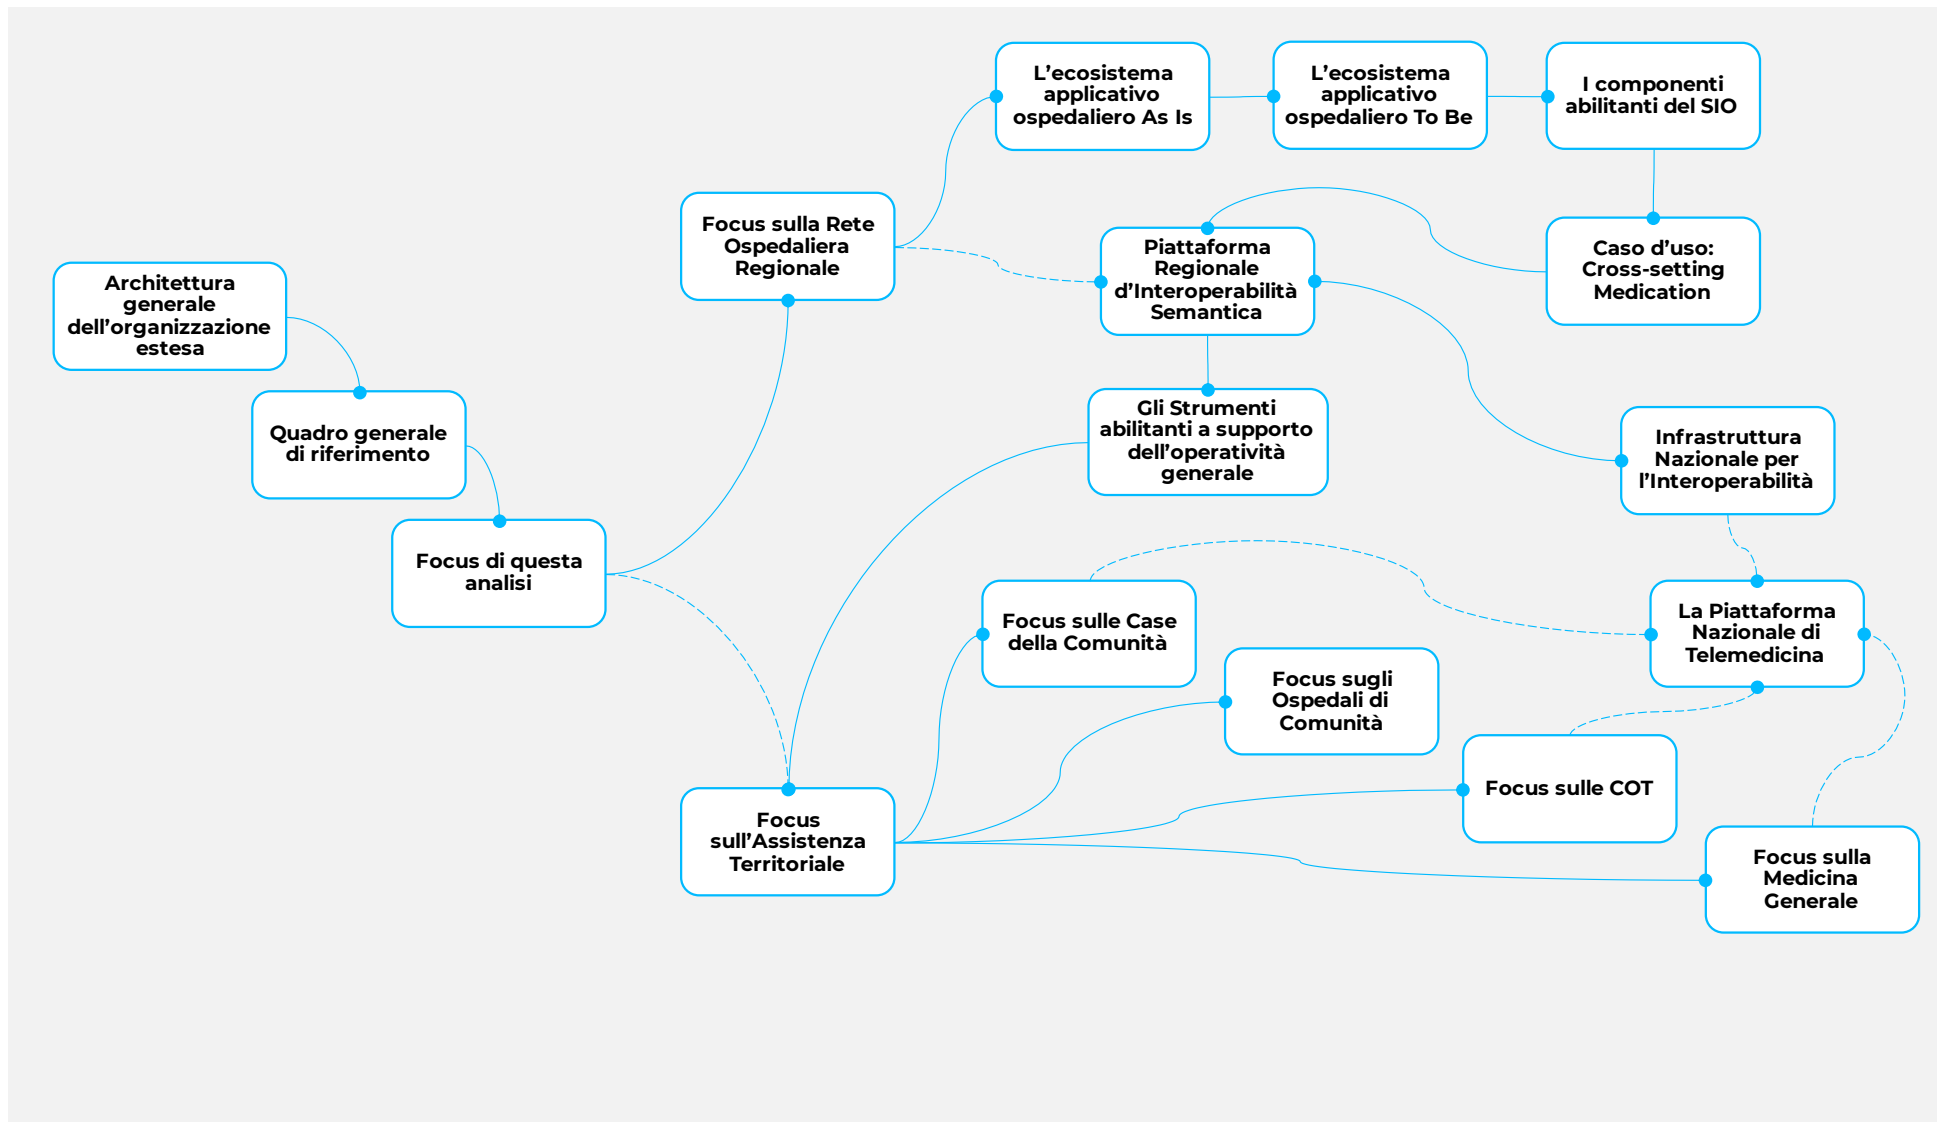 L’ecosistema
applicativo
ospedaliero As Is
L’ecosistema
applicativo
ospedaliero To Be
I componenti
abilitanti del SIO
Focus sulla Rete
Ospedaliera
Regionale
Piattaforma
Regionale
d’Interoperabilità
Semantica
Caso d’uso:
Cross-setting
Medication
Architettura
generale
dell’organizzazione
estesa
Quadro generale
di riferimento
Gli Strumenti
abilitanti a supporto
dell’operatività
generale
Infrastruttura
Nazionale per
l’Interoperabilità
Focus di questa
analisi
Focus sulle Case
della Comunità
La Piattaforma
Nazionale di
Telemedicina
Focus sugli
Ospedali di
Comunità
Focus sulle COT
Focus
sull’Assistenza
Territoriale
Focus sulla
Medicina
Generale